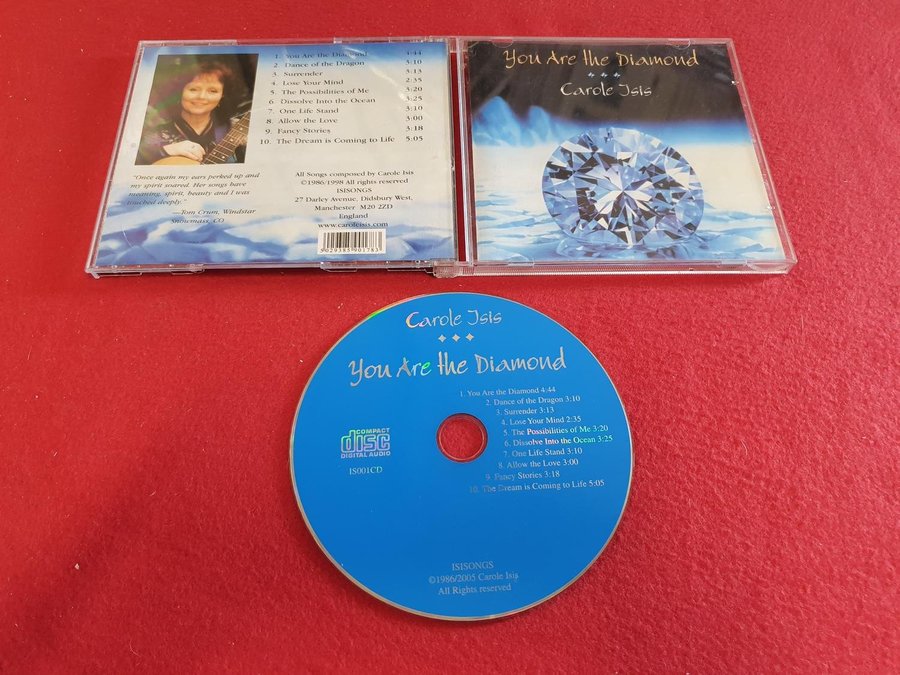 1. You Are the Diamond 4:44
2. Dance of the Dragon 3:10
3. Surrender 3:13
4. Lose Your Mind 2:35
5. The Possibilities of Me 3:20
6. Dissolve Into the Ocean 3:25
7. One Life Stand 3:10
8. Allow the Love 3:00
9. Fancy Stories 3:18
10. The Dream is Coming to Life 5:05
"Once again my ears perked up and
my spirit soared. Her songs have
meaning, spirit, beauty and I was
touched deeply."
—Tom Crum, Windstar
Snowmass, CO
All Songs composed by Carole Isis
©1986/1998 All rights reserved
ISISONGS
27 Darley Avenue, Didsbury West,
Manchester M20 2ZD
England
www.caroleisis.com
5029385901783
You Are the Diamond
Carole Isis
Carole Isis
You Are the Diamond
1. You Are the Diamond 4:44
2. Dance of the Dragon 3:10
3. Surrender 3:13
4. Lose Your Mind 2:35
5. The Possibilities of Me 3:20
6. Dissolve Into the Ocean 3:25
7. One Life Stand 3:10
8. Allow the Love 3:00
9. Fancy Stories 3:18
10. The Dream is Coming to Life 5:05
COMPACT
disc
DIGITAL AUDIO
IS001CD
ISISONGS
©1986/2005 Carole Isis
All Rights reserved